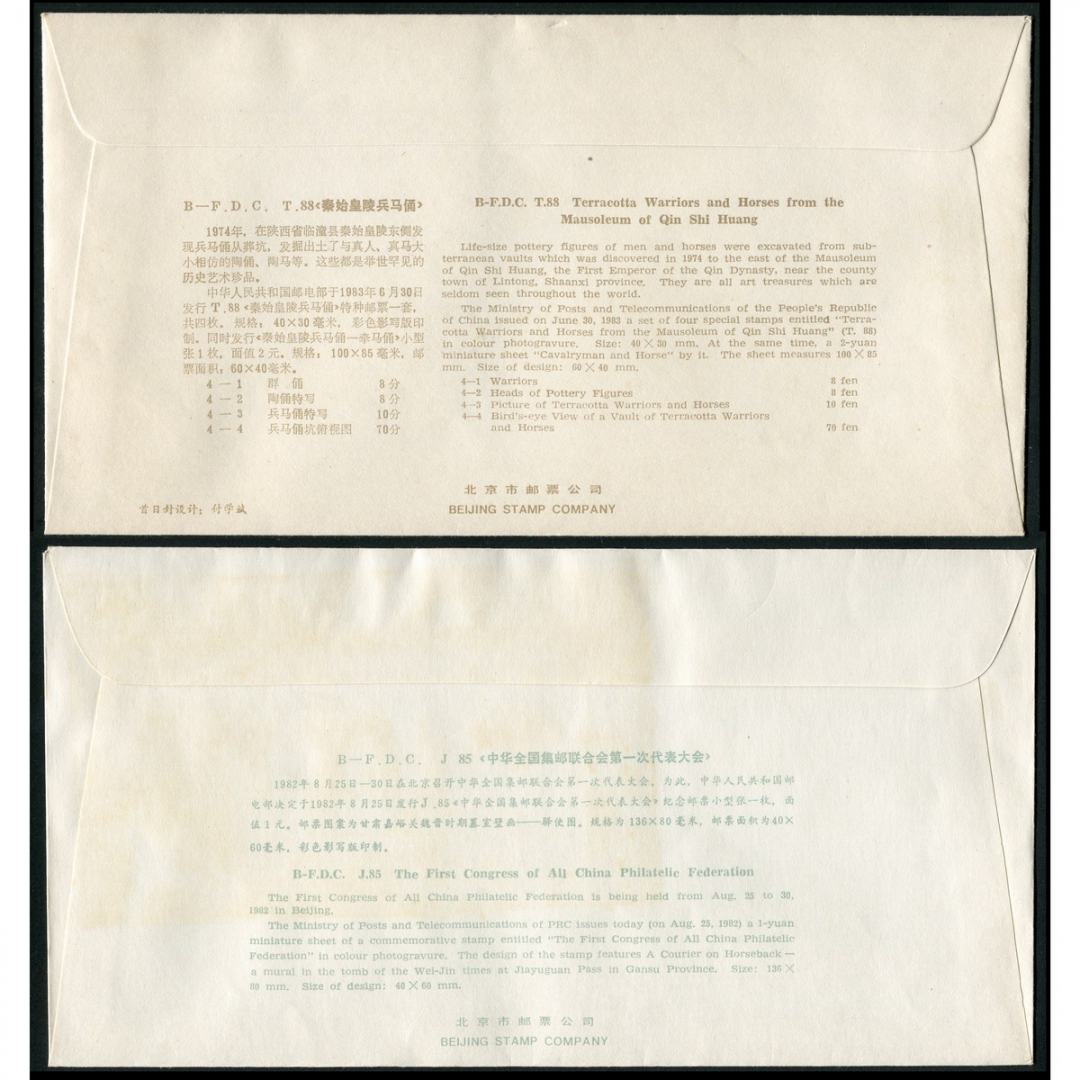 B—F.D.C. T.88《秦始皇陵兵马俑》
1974年，在陕西省临潼县秦始皇陵东侧发
现兵马俑从葬坑，发掘出土了与真人、真马大
小相仿的陶俑、陶马等。这些都是举世罕见的
历史艺术珍品。
中华人民共和国邮电部于1983年6月30日
发行T.88《秦始皇陵兵马俑》特种邮票一套，
共四枚。规格：40×30毫米，彩色影写版印
制。同时发行《秦始皇陵兵马俑—牵马俑》小型
张1枚，面值2元。规格：100×85毫米，邮
票面积：60×40毫米。
4—1 群俑 8分
4—2 陶俑特写 8分
4—3 兵马俑特写 10分
4—4 兵马俑坑俯视图 70分
B-F.D.C. T.88 Terracotta Warriors and Horses from the
Mausoleum of Qin Shi Huang
Life-size pottery figures of men and horses were excavated from sub-
terranean vaults which was discovered in 1974 to the east of the Mausoleum
of Qin Shi Huang, the First Emperor of the Qin Dynasty, near the county
town of Lintong, Shaanxi province. They are all art treasures which are
seldom seen throughout the world.
The Ministry of Posts and Telecommunications of the People's Republic
of China issued on June 30, 1983 a set of four special stamps entitled "Terra-
cotta Warriors and Horses from the Mausoleum of Qin Shi Huang" (T. 88)
in colour photogravure. Size: 40×30 mm. At the same time, a 2-yuan
miniature sheet "Cavalryman and Horse" by it. The sheet measures 100×85
mm. Size of design: 60×40 mm.
4—1 Warriors 8 fen
4—2 Heads of Pottery Figures 8 fen
4—3 Picture of Terracotta Warriors and Horses 10 fen
4—4 Bird's-eye View of a Vault of Terracotta Warriors
and Horses 70 fen
北京市邮票公司
BEIJING STAMP COMPANY
首日封设计：付学斌
B—F.D.C. J 85《中华全国集邮联合会第一次代表大会》
1982年8月25日—30日在北京召开中华全国集邮联合会第一次代表大会。为此，中华人民共和国邮
电部决定于1982年8月25日发行J.85《中华全国集邮联合会第一次代表大会》纪念邮票小型张一枚，面
值1元。邮票图案为甘肃嘉峪关魏晋时期墓室壁画——驿使图。规格为136×80毫米，邮票面积为40×
60毫米，彩色影写版印制。
B-F.D.C. J.85 The First Congress of All China Philatelic Federation
The First Congress of All China Philatelic Federation is being held from Aug. 25 to 30,
1982 in Beijing.
The Ministry of Posts and Telecommunications of PRC issues today (on Aug. 25, 1982) a 1-yuan
miniature sheet of a commemorative stamp entitled "The First Congress of All China Philatelic
Federation" in colour photogravure. The design of the stamp features A Courier on Horseback—
a mural in the tomb of the Wei-Jin times at Jiayuguan Pass in Gansu Province. Size: 136×
80 mm. Size of design: 40×60 mm.
北京市邮票公司
BEIJING STAMP COMPANY